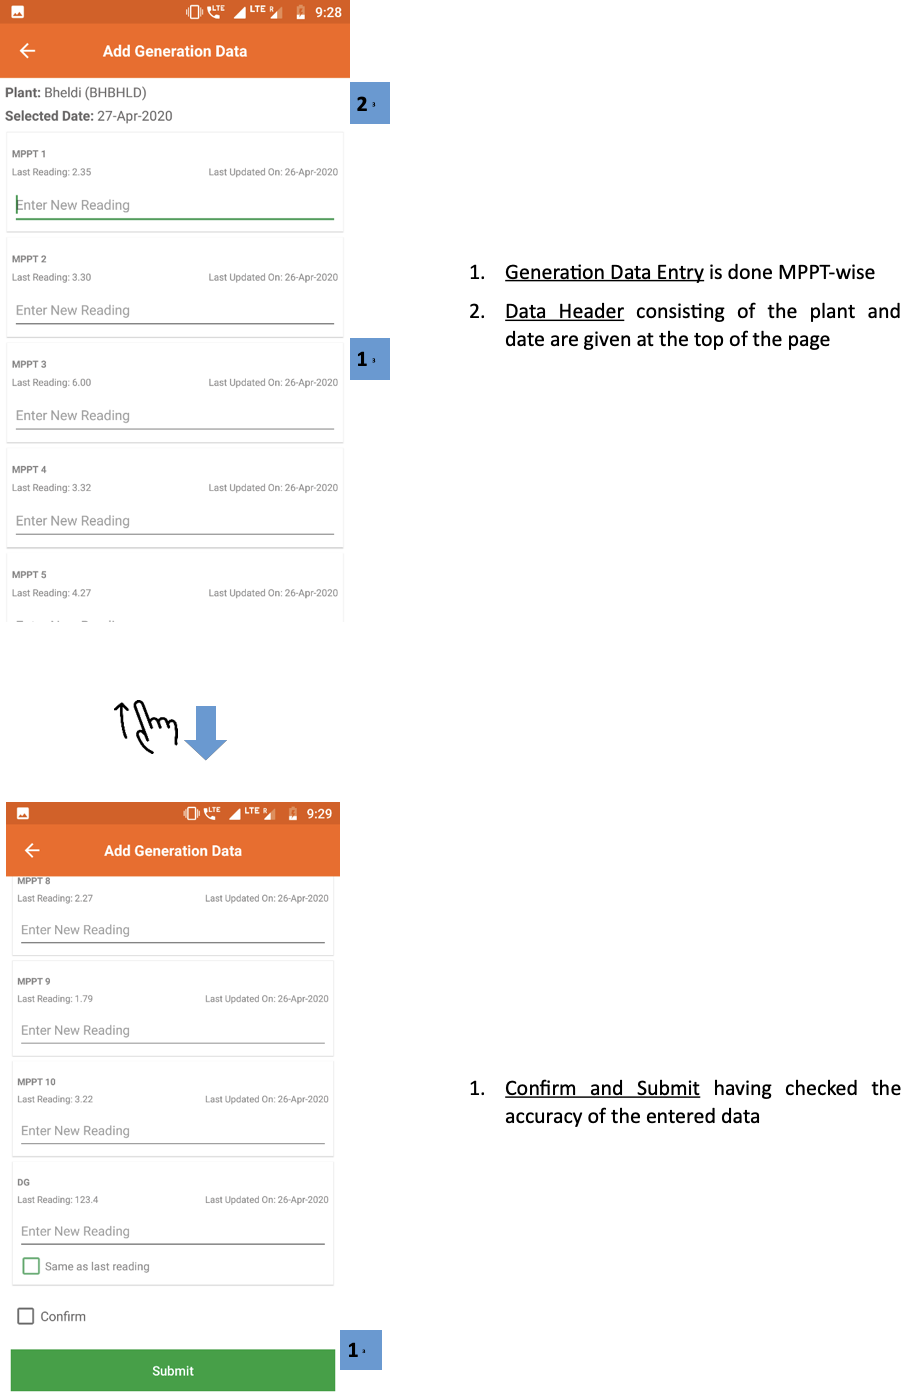 LTE LTE R 9:28
Add Generation Data
Plant: Bheldi (BHBHLD)
Selected Date: 27-Apr-2020
2
MPPT 1
Last Reading: 2.35 Last Updated On: 26-Apr-2020
Enter New Reading
MPPT 2
Last Reading: 3.30 Last Updated On: 26-Apr-2020
Enter New Reading
1. Generation Data Entry is done MPPT-wise
2. Data Header consisting of the plant and
date are given at the top of the page
MPPT 3
1
Last Reading: 6.00 Last Updated On: 26-Apr-2020
Enter New Reading
MPPT 4
Last Reading: 3.32 Last Updated On: 26-Apr-2020
Enter New Reading
MPPT 5
Last Reading: 4.27 Last Updated On: 26-Apr-2020
LTE LTE R 9:29
Add Generation Data
MPPT 8
Last Reading: 2.27 Last Updated On: 26-Apr-2020
Enter New Reading
MPPT 9
Last Reading: 1.79 Last Updated On: 26-Apr-2020
Enter New Reading
MPPT 10
Last Reading: 3.22 Last Updated On: 26-Apr-2020
Enter New Reading
1. Confirm and Submit having checked the
accuracy of the entered data
DG
Last Reading: 123.4 Last Updated On: 26-Apr-2020
Enter New Reading
Same as last reading
Confirm
1
Submit